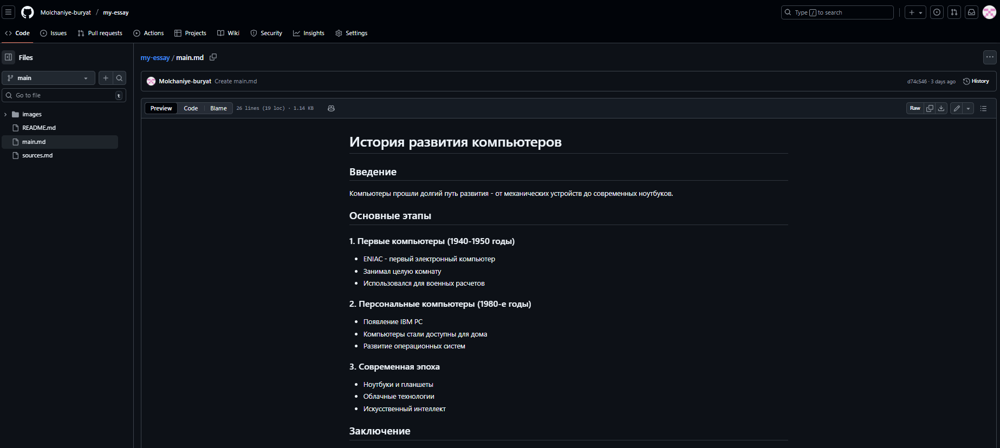 Molchaniye-buryat / my-essay
Type / to search
Code Issues Pull requests Actions Projects Wiki Security Insights Settings
Files
main
Go to file
t
images
README.md
main.md
sources.md
my-essay / main.md
Molchaniye-buryat Create main.md
d74c546 · 3 days ago
History
Preview Code Blame
26 lines (19 loc) · 1.14 KB
Raw
История развития компьютеров
Введение
Компьютеры прошли долгий путь развития - от механических устройств до современных ноутбуков.
Основные этапы
1. Первые компьютеры (1940-1950 годы)
• ENIAC - первый электронный компьютер
• Занимал целую комнату
• Использовался для военных расчетов
2. Персональные компьютеры (1980-е годы)
• Появление IBM PC
• Компьютеры стали доступны для дома
• Развитие операционных систем
3. Современная эпоха
• Ноутбуки и планшеты
• Облачные технологии
• Искусственный интеллект
Заключение